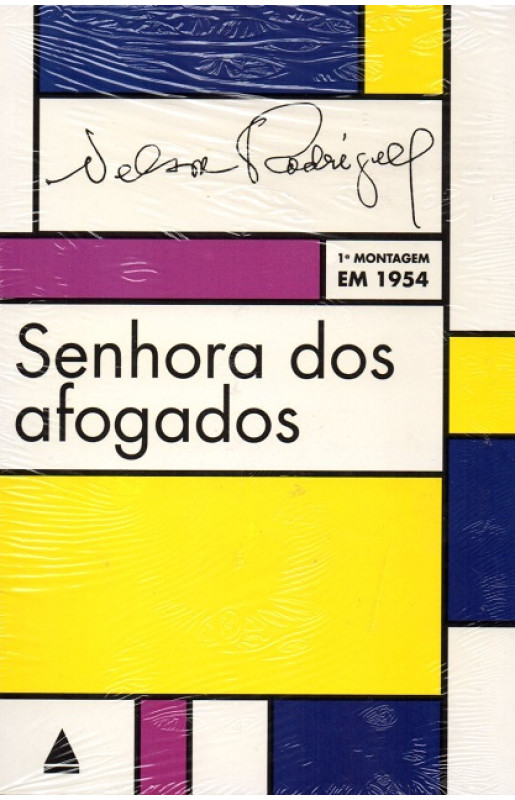 Nelson Rodrigues
1ª MONTAGEM
EM 1954
Senhora dos
afogados